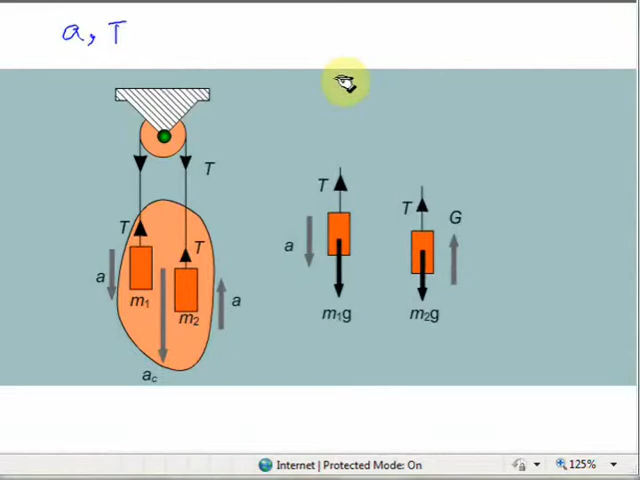 a, T
T
T
T
a
m1
m2
a
ac
T
a
m1g
T
G
m2g
Internet | Protected Mode: On
125%